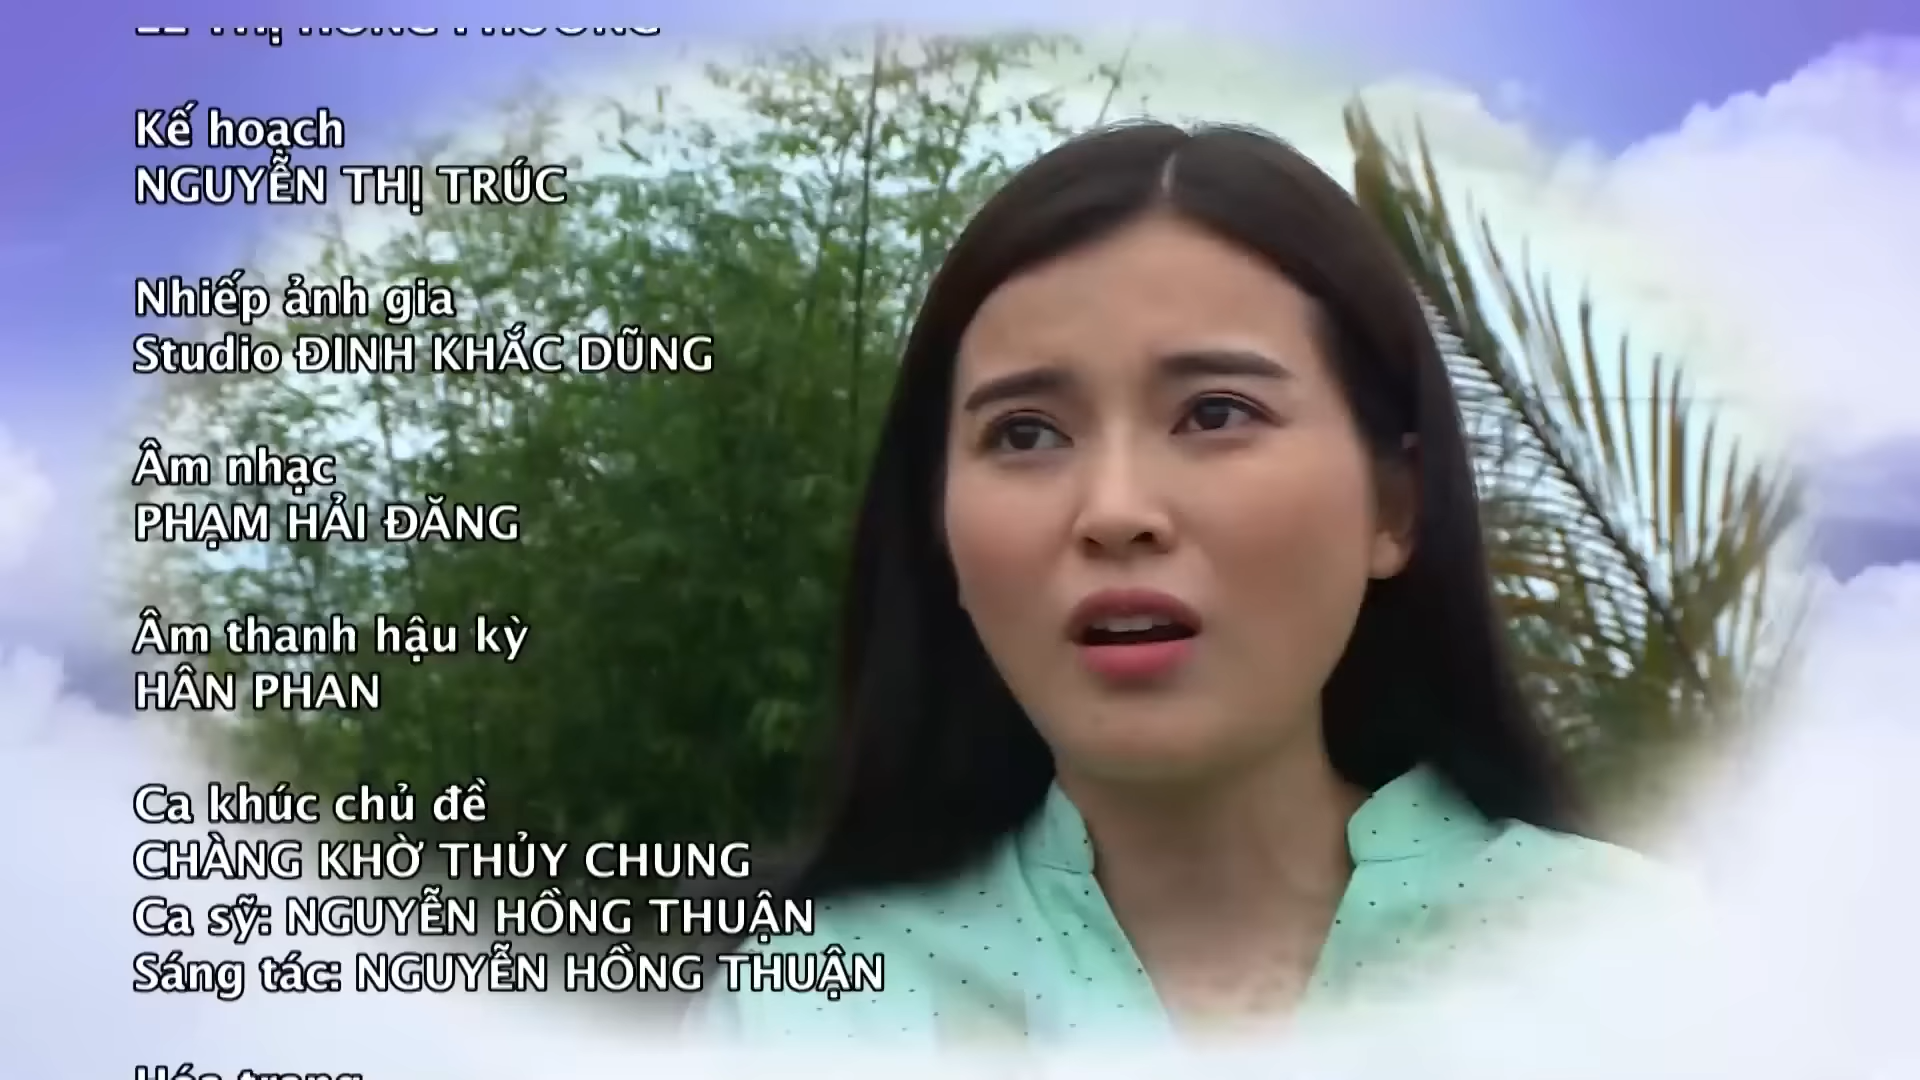 Kế hoạch
NGUYỄN THỊ TRÚC
Nhiếp ảnh gia
Studio ĐINH KHẮC DŨNG
Âm nhạc
PHẠM HẢI ĐĂNG
Âm thanh hậu kỳ
HÂN PHAN
Ca khúc chủ đề
CHÀNG KHỜ THỦY CHUNG
Ca sỹ: NGUYỄN HỒNG THUẬN
Sáng tác: NGUYỄN HỒNG THUẬN